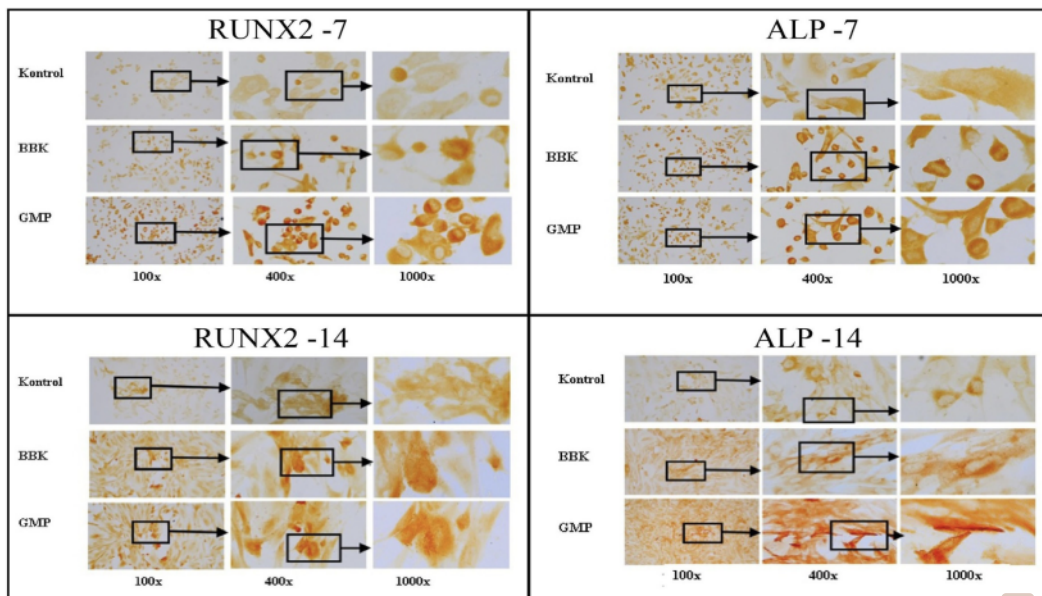 RUNX2 -7
Kontrol
BBK
GMP
100x 400x 1000x
ALP -7
Kontrol
BBK
GMP
100x 400x 1000x
RUNX2 -14
Kontrol
BBK
GMP
100x 400x 1000x
ALP -14
Kontrol
BBK
GMP
100x 400x 1000x